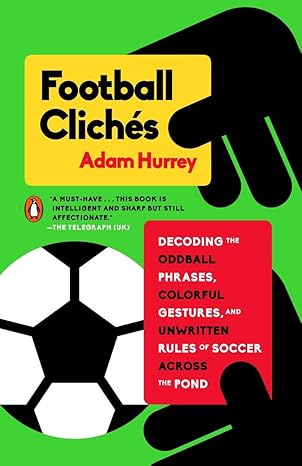 Football
Clichés
Adam Hurrey
"A MUST-HAVE . . . THIS BOOK IS
INTELLIGENT AND SHARP BUT STILL
AFFECTIONATE."
—THE TELEGRAPH (UK)
DECODING THE
ODDBALL
PHRASES,
COLORFUL
GESTURES, AND
UNWRITTEN
RULES OF SOCCER
ACROSS
THE POND